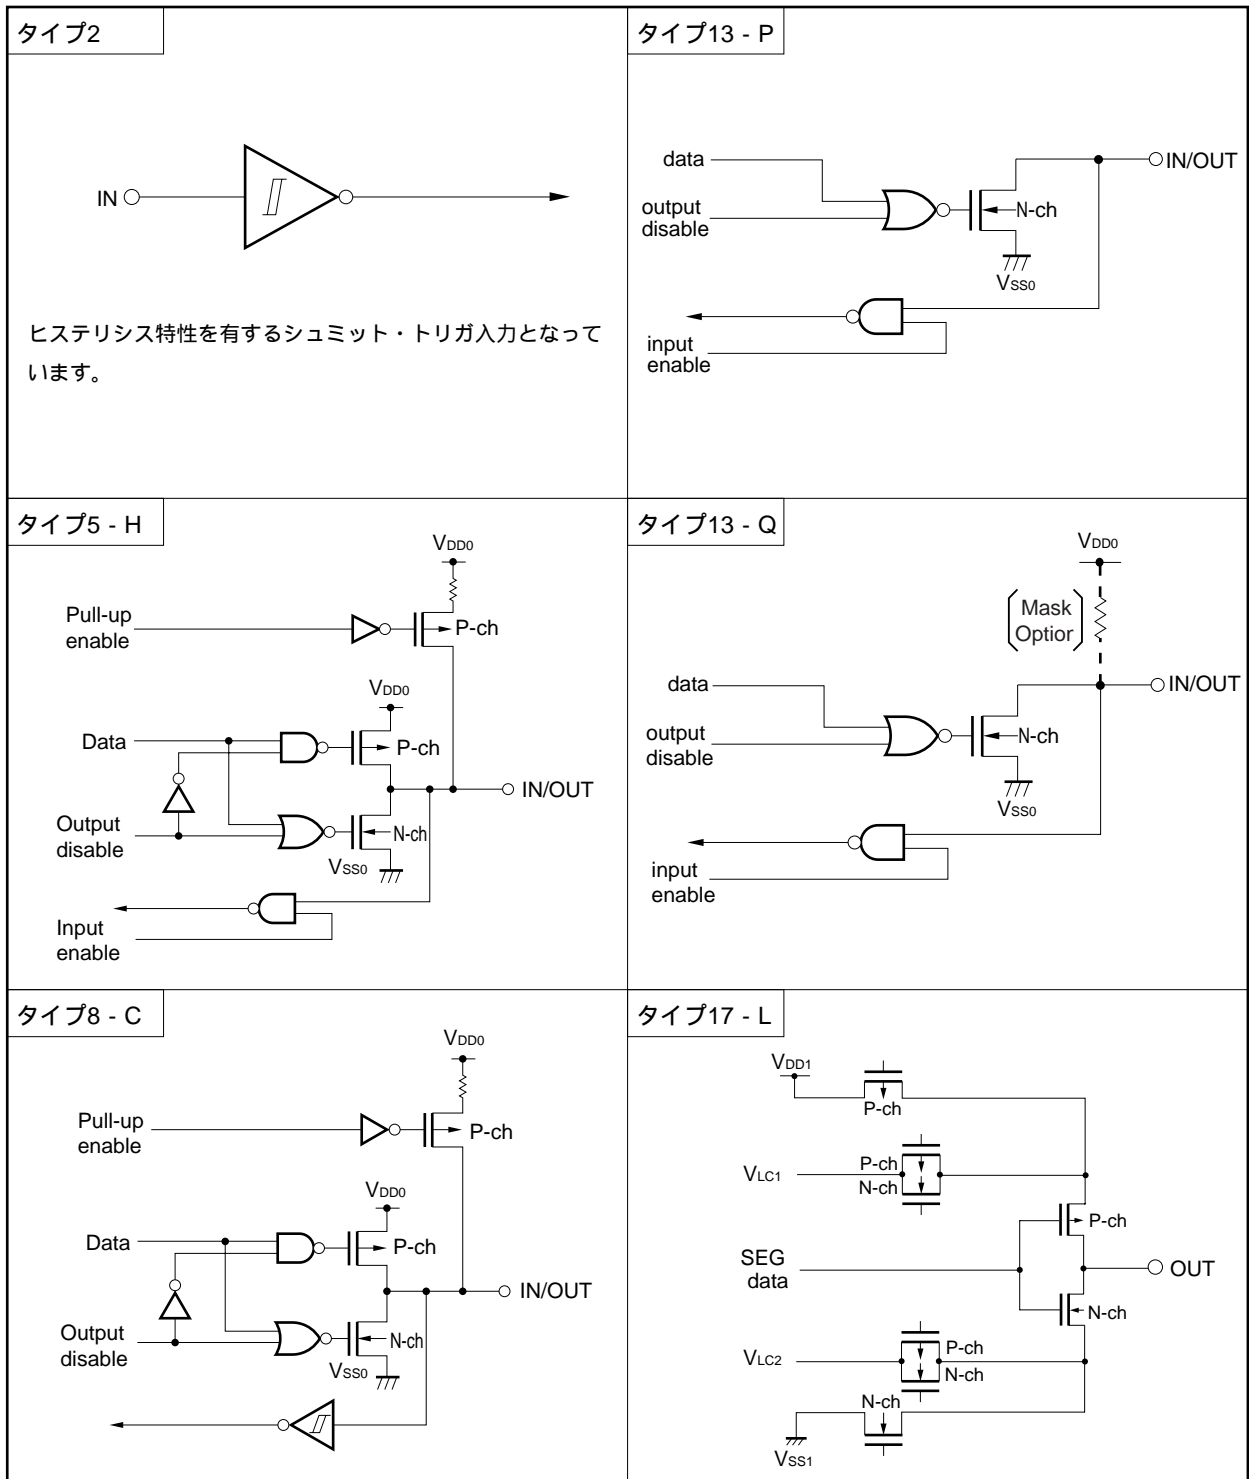 タイプ2
IN
ヒステリシス特性を有するシュミット・トリガ入力となって
います。
タイプ13 - P
data
output
disable
N-ch
IN/OUT
VSS0
input
enable
タイプ5 - H
VDD0
Pull-up
enable
P-ch
VDD0
Data
P-ch
IN/OUT
Output
disable
N-ch
VSS0
Input
enable
タイプ13 - Q
VDD0
Mask
Optior
data
IN/OUT
output
disable
N-ch
VSS0
input
enable
タイプ8 - C
VDD0
Pull-up
enable
P-ch
VDD0
Data
P-ch
IN/OUT
Output
disable
N-ch
VSS0
タイプ17 - L
VDD1
P-ch
VLC1
P-ch
N-ch
P-ch
SEG
data
OUT
N-ch
VLC2
P-ch
N-ch
N-ch
VSS1